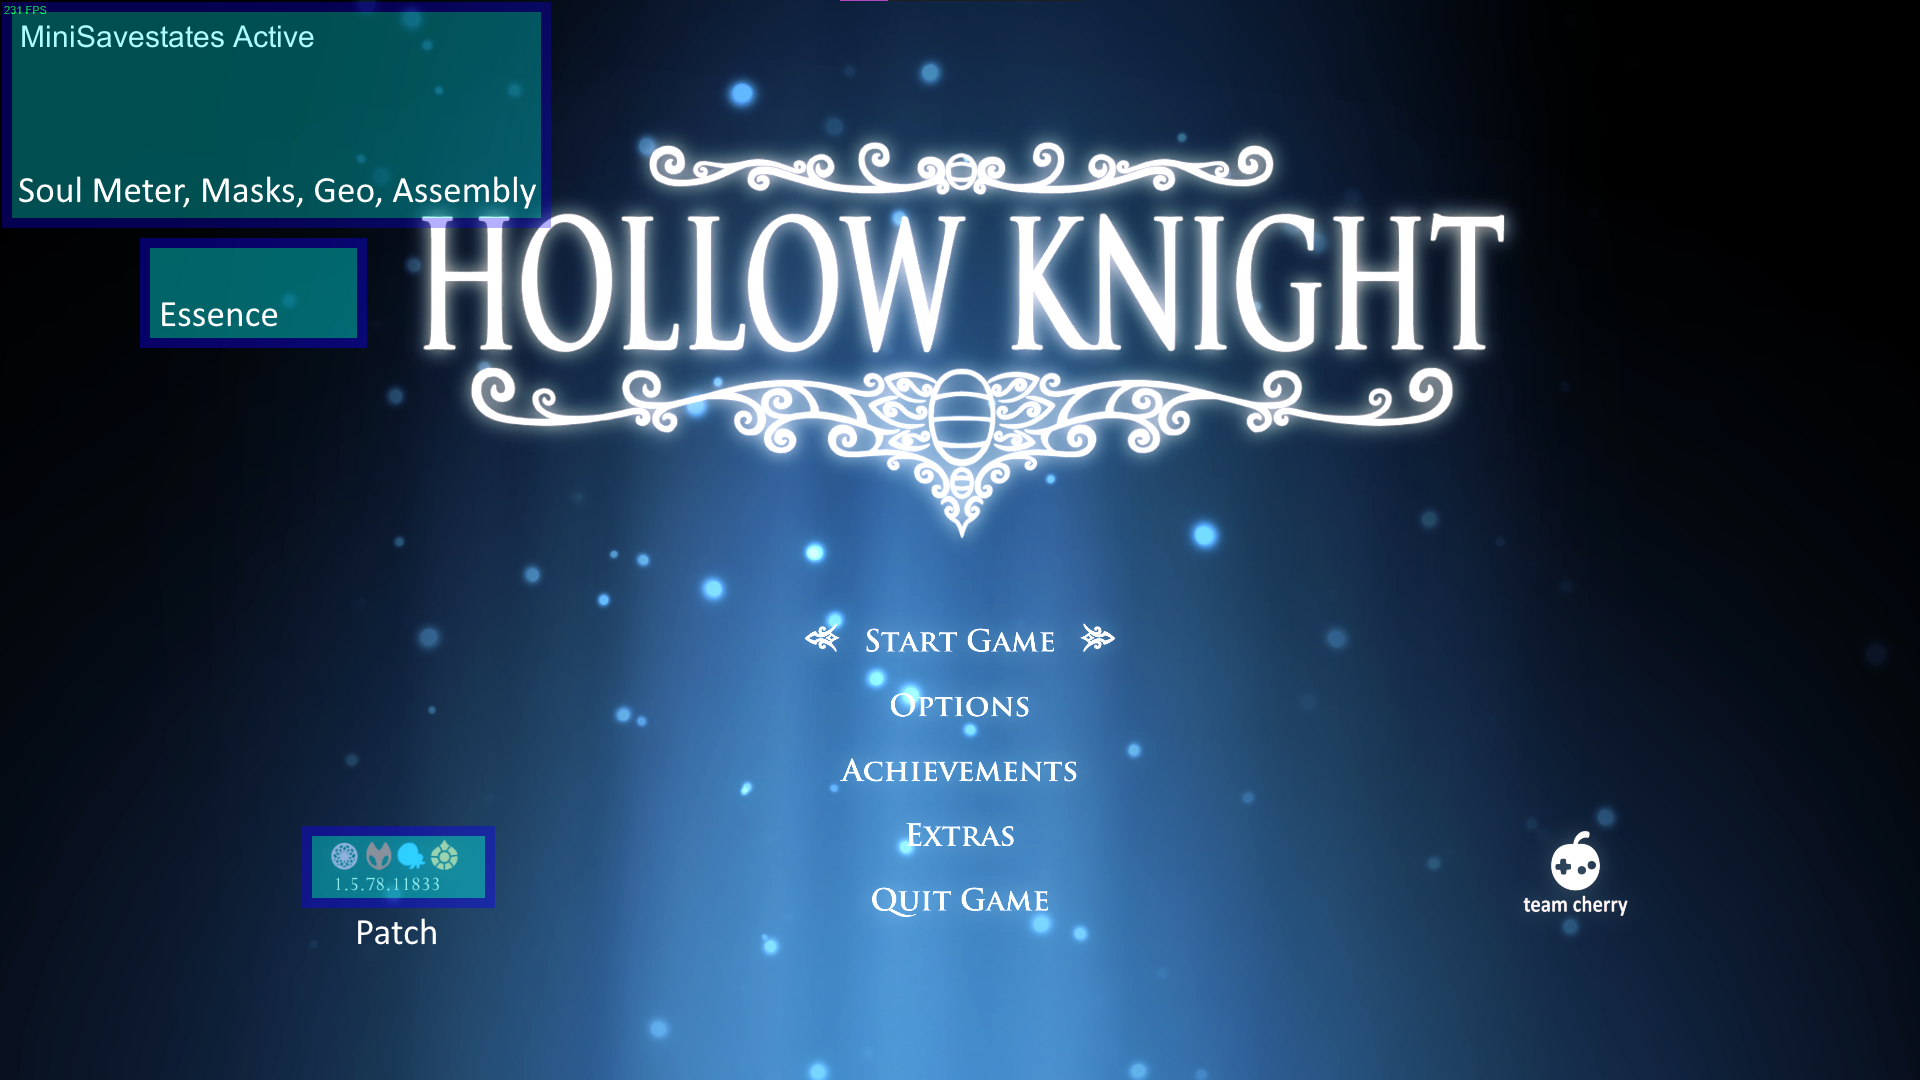 231 FPS
MiniSavestates Active
Soul Meter, Masks, Geo, Assembly
HOLLOW KNIGHT
Essence
START GAME
OPTIONS
ACHIEVEMENTS
EXTRAS
QUIT GAME
1.5.78.11833
Patch
team cherry